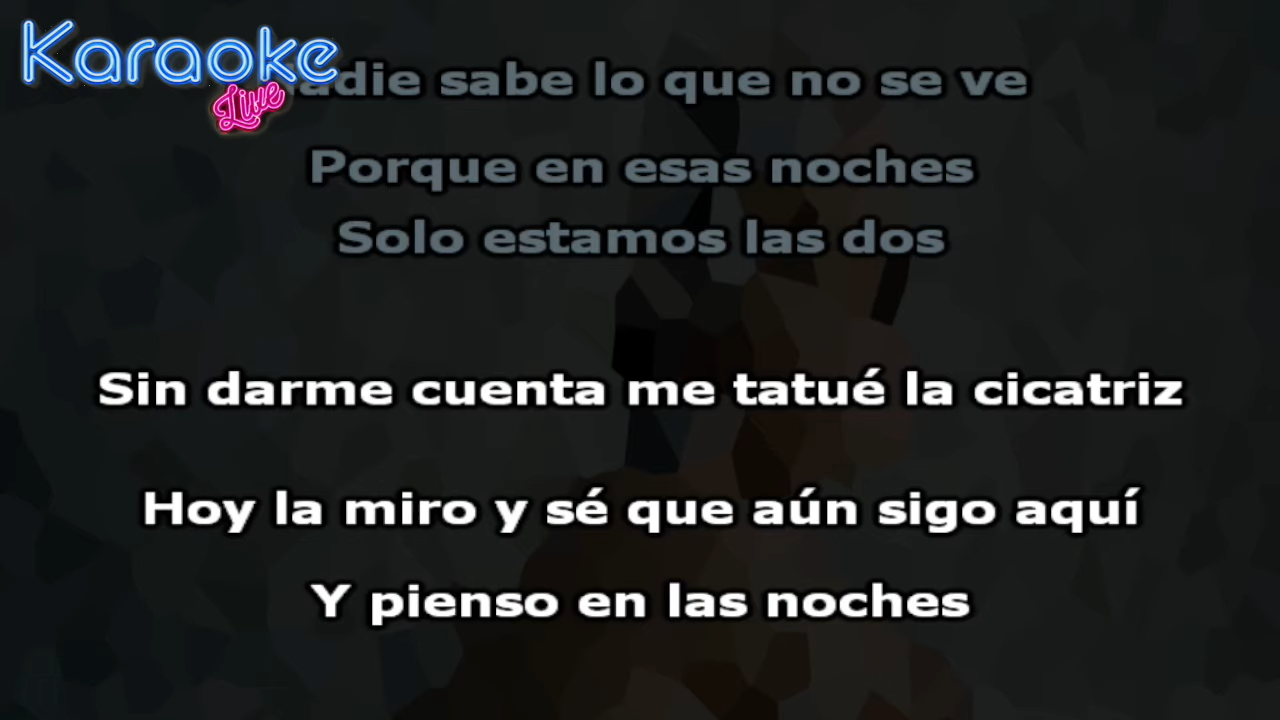 Karaoke
Live
adie sabe lo que no se ve
Porque en esas noches
Solo estamos las dos
Sin darme cuenta me tatué la cicatriz
Hoy la miro y sé que aún sigo aquí
Y pienso en las noches